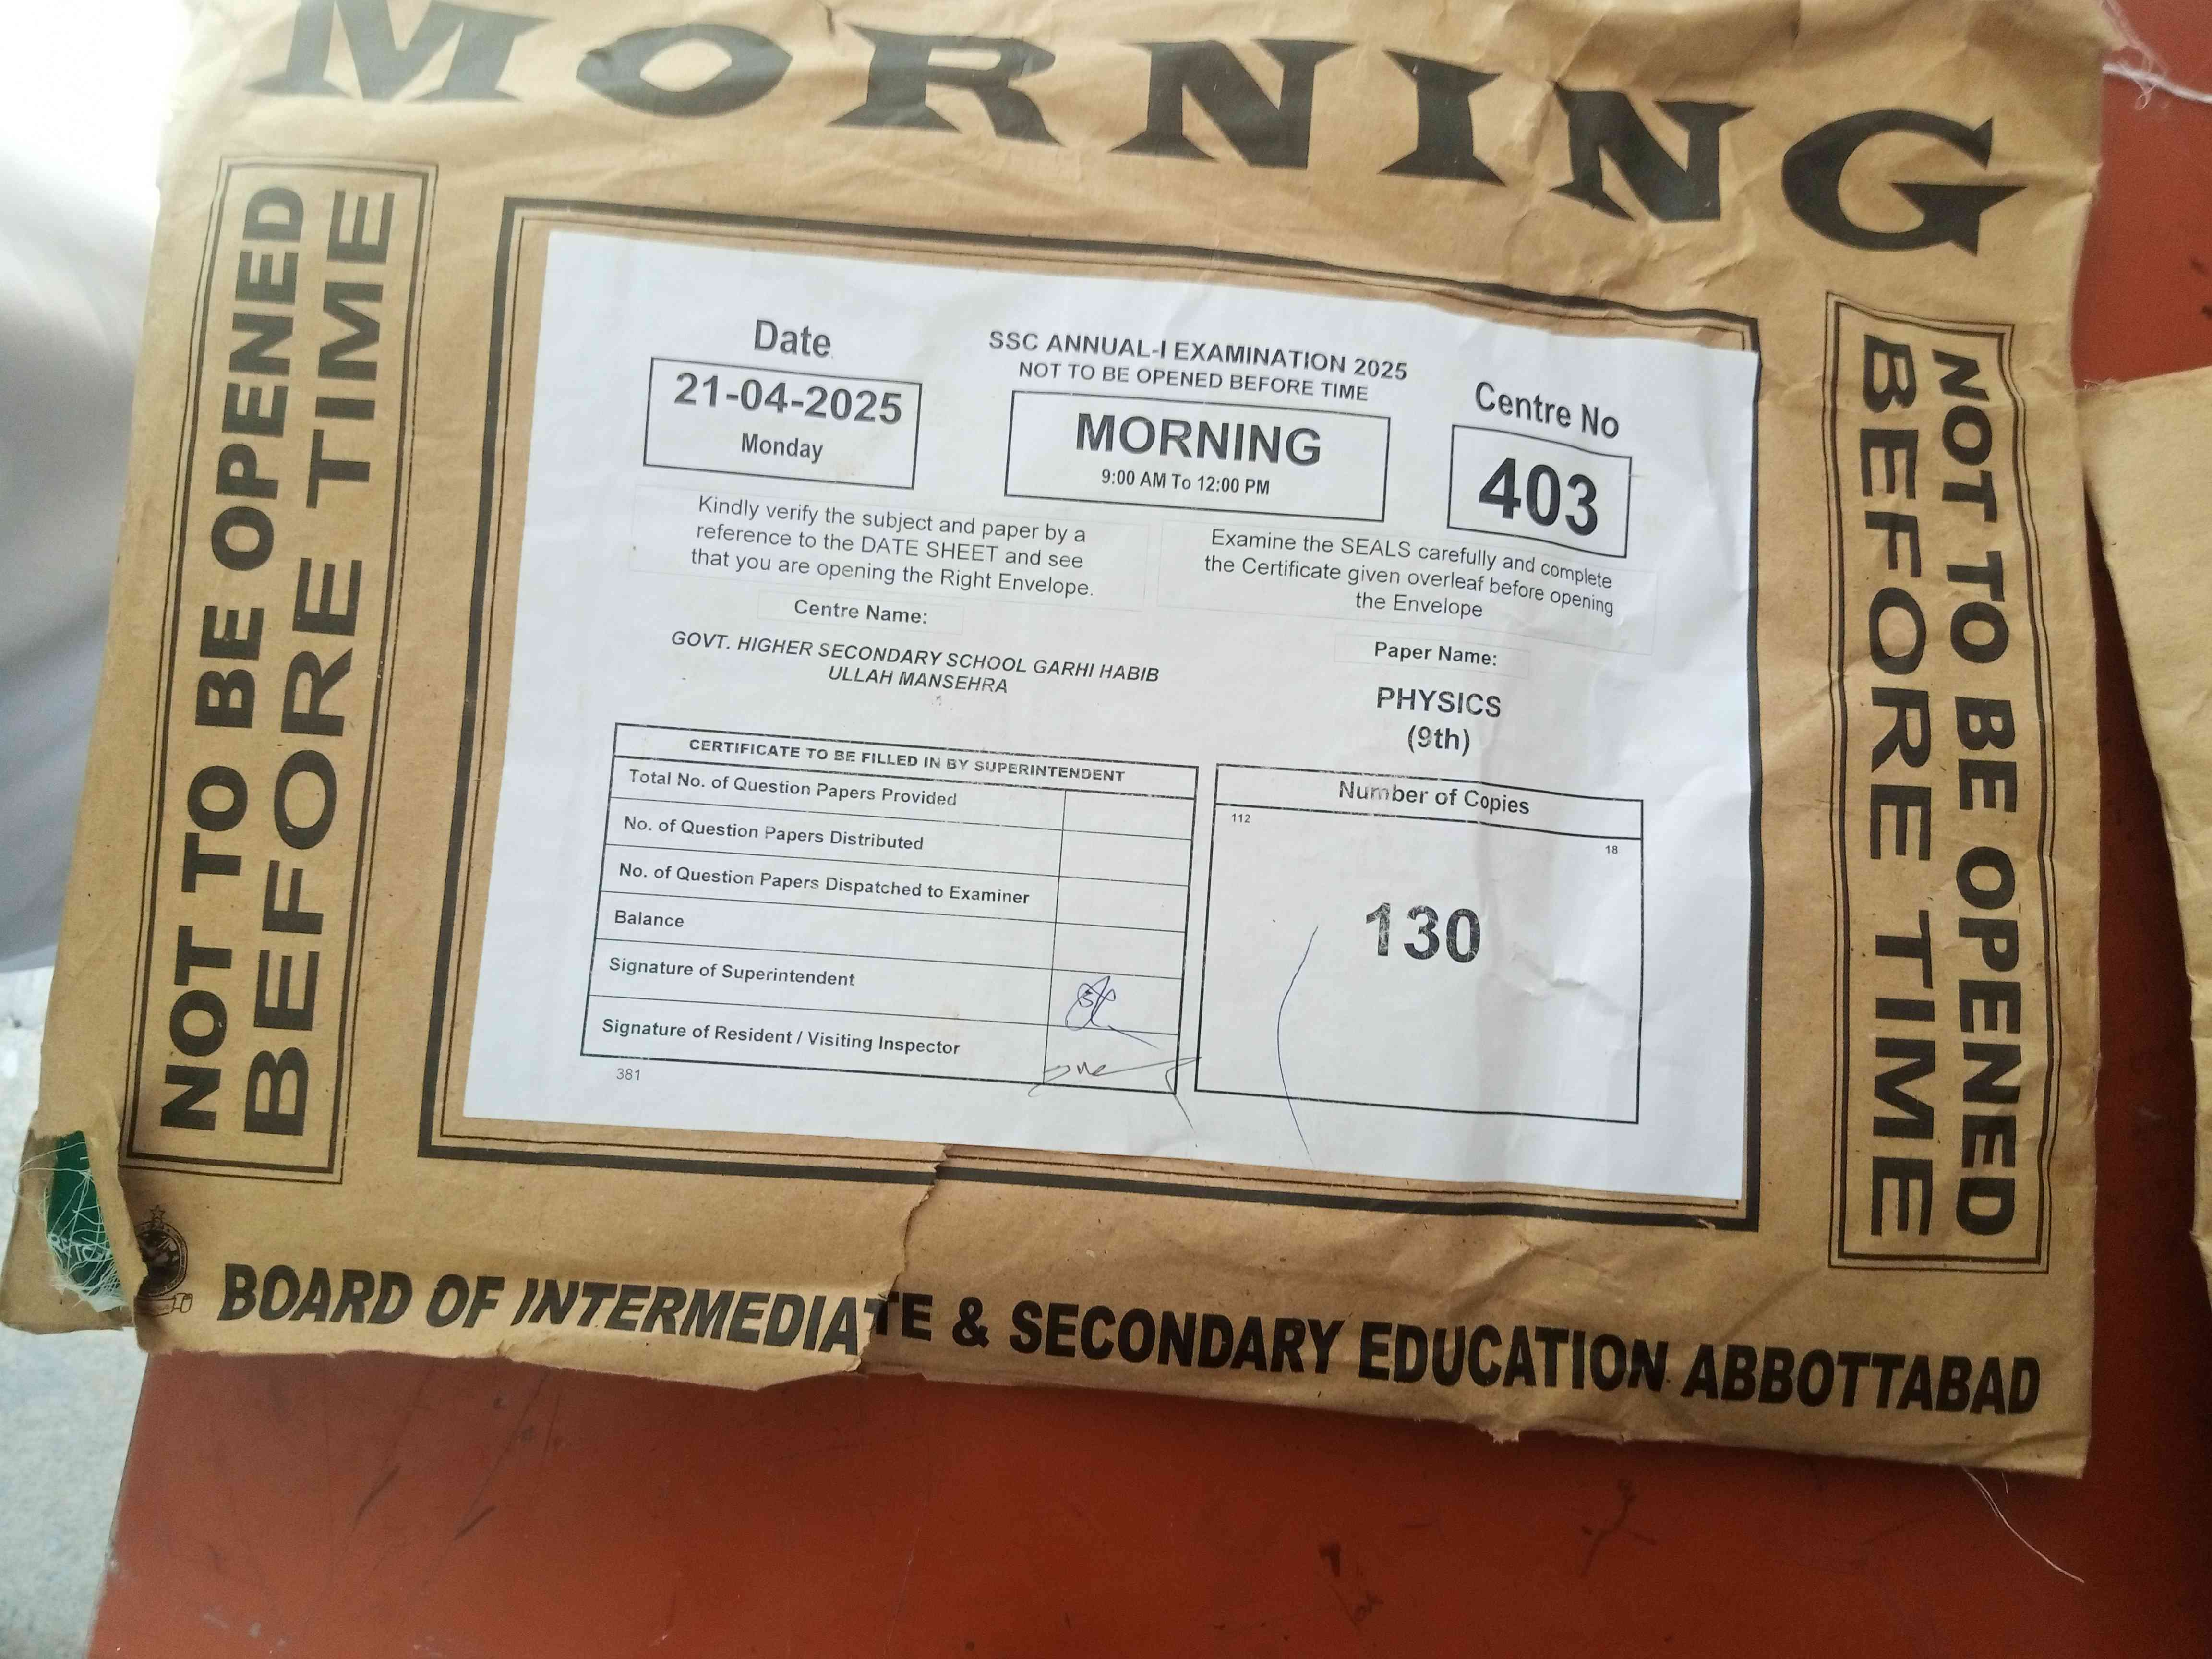 MORNING
NOT TO BE OPENED
BEFORE TIME
Date
21-04-2025
Monday
SSC ANNUAL-I EXAMINATION 2025
NOT TO BE OPENED BEFORE TIME
MORNING
9:00 AM To 12:00 PM
Centre No
403
Kindly verify the subject and paper by a
reference to the DATE SHEET and see
that you are opening the Right Envelope.
Examine the SEALS carefully and complete
the Certificate given overleaf before opening
the Envelope
Centre Name:
GOVT. HIGHER SECONDARY SCHOOL GARHI HABIB
ULLAH MANSEHRA
Paper Name:
PHYSICS
(9th)
CERTIFICATE TO BE FILLED IN BY SUPERINTENDENT
Total No. of Question Papers Provided
No. of Question Papers Distributed
No. of Question Papers Dispatched to Examiner
Balance
Signature of Superintendent
Signature of Resident / Visiting Inspector
381
Number of Copies
112
18
130
NOT TO BE OPENED
BEFORE TIME
BOARD OF INTERMEDIATE & SECONDARY EDUCATION ABBOTTABAD